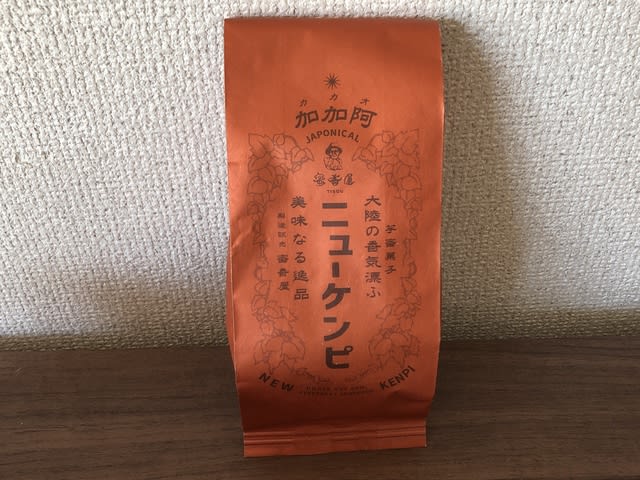 カカオ
加加阿
JAPONICAL
芋斎菓子
大陸の香気漂ふ
ニューケンピ
美味なる逸品
NEW KENPI